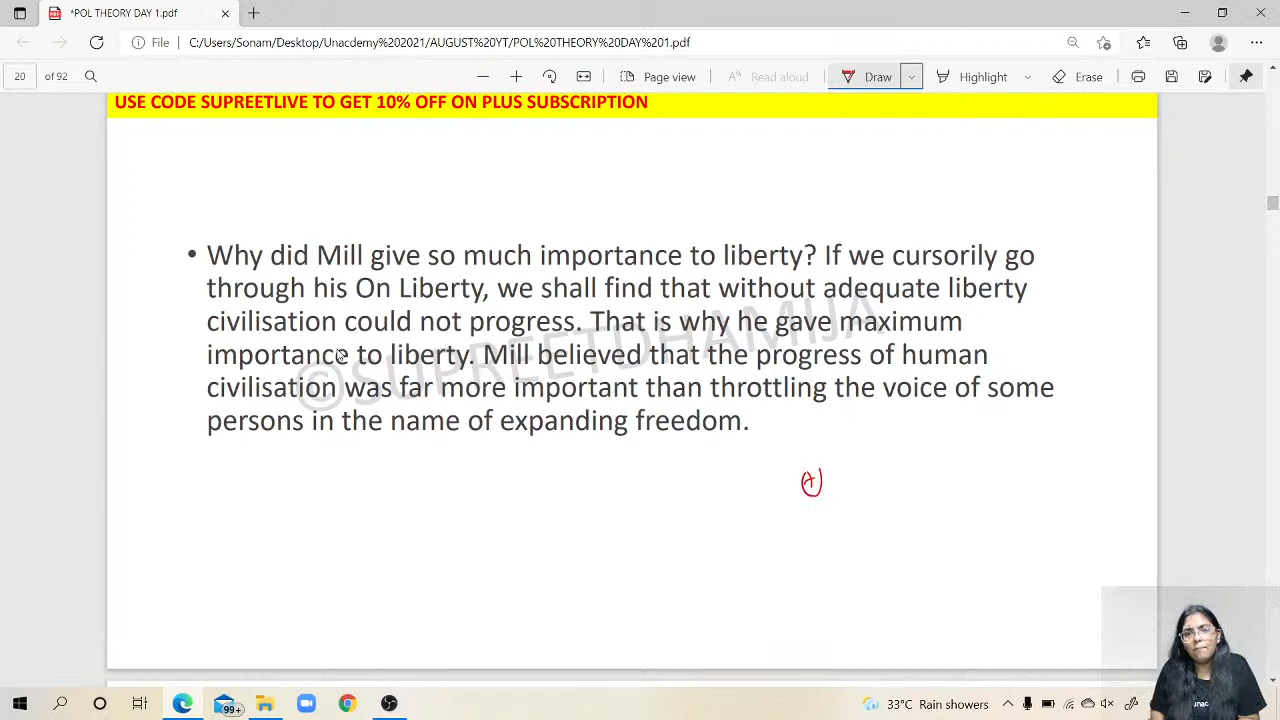 *POL THEORY DAY 1.pdf
File C:/Users/Sonam/Desktop/Unacdemy%202021/AUGUST%20YT/POL%20THEORY%20DAY%201.pdf
20 of 92 Page view Read aloud Draw Highlight Erase
USE CODE SUPREETLIVE TO GET 10% OFF ON PLUS SUBSCRIPTION
• Why did Mill give so much importance to liberty? If we cursorily go
through his On Liberty, we shall find that without adequate liberty
civilisation could not progress. That is why he gave maximum
importance to liberty. Mill believed that the progress of human
civilisation was far more important than throttling the voice of some
persons in the name of expanding freedom.
©SUPREETDHAMIJA
A
unac
99+ 33°C Rain showers